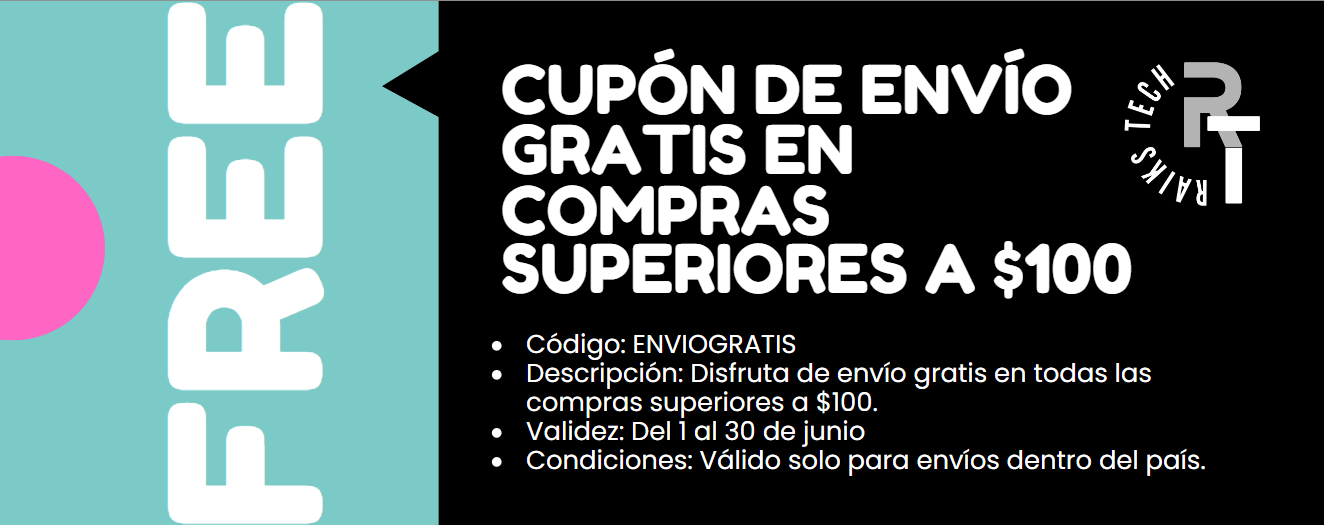 FREE
CUPÓN DE ENVÍO
GRATIS EN
COMPRAS
SUPERIORES A $100
RAIKS TECH
RT
• Código: ENVIOGRATIS
• Descripción: Disfruta de envío gratis en todas las
compras superiores a $100.
• Validez: Del 1 al 30 de junio
• Condiciones: Válido solo para envíos dentro del país.